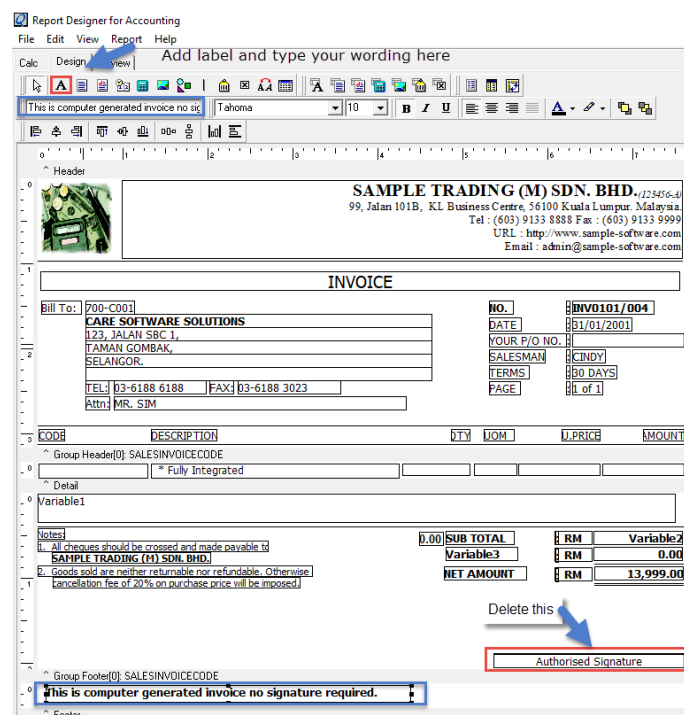 Report Designer for Accounting
File Edit View Report Help
Calc Design view
Add label and type your wording here
This is computer generated invoice no sig Tahoma 10 B I U A
0 1 2 3 4 5 6 7
^ Header
SAMPLE TRADING (M) SDN. BHD.(123456-A)
99, Jalan 101B, KL Business Centre, 56100 Kuala Lumpur. Malaysia.
Tel : (603) 9133 8888 Fax : (603) 9133 9999
URL : http://www.sample-software.com
Email : admin@sample-software.com
INVOICE
Bill To: 700-C001 NO. : INV0101/004
CARE SOFTWARE SOLUTIONS DATE : 31/01/2001
123, JALAN SBC 1, YOUR P/O NO. :
TAMAN GOMBAK, SALESMAN : CINDY
SELANGOR. TERMS : 30 DAYS
TEL: 03-6188 6188 FAX: 03-6188 3023 PAGE : 1 of 1
Attn: MR. SIM
CODE DESCRIPTION QTY UOM U.PRICE AMOUNT
^ Group Header[0]: SALESINVOICECODE
* Fully Integrated
^ Detail
Variable1
Notes: 0.00 SUB TOTAL : RM Variable2
1. All cheques should be crossed and made payable to Variable3 : RM 0.00
SAMPLE TRADING (M) SDN. BHD.
2. Goods sold are neither returnable nor refundable. Otherwise NET AMOUNT : RM 13,999.00
cancellation fee of 20% on purchase price will be imposed.
Delete this
Authorised Signature
^ Group Footer[0]: SALESINVOICECODE
This is computer generated invoice no signature required.
^ Footer